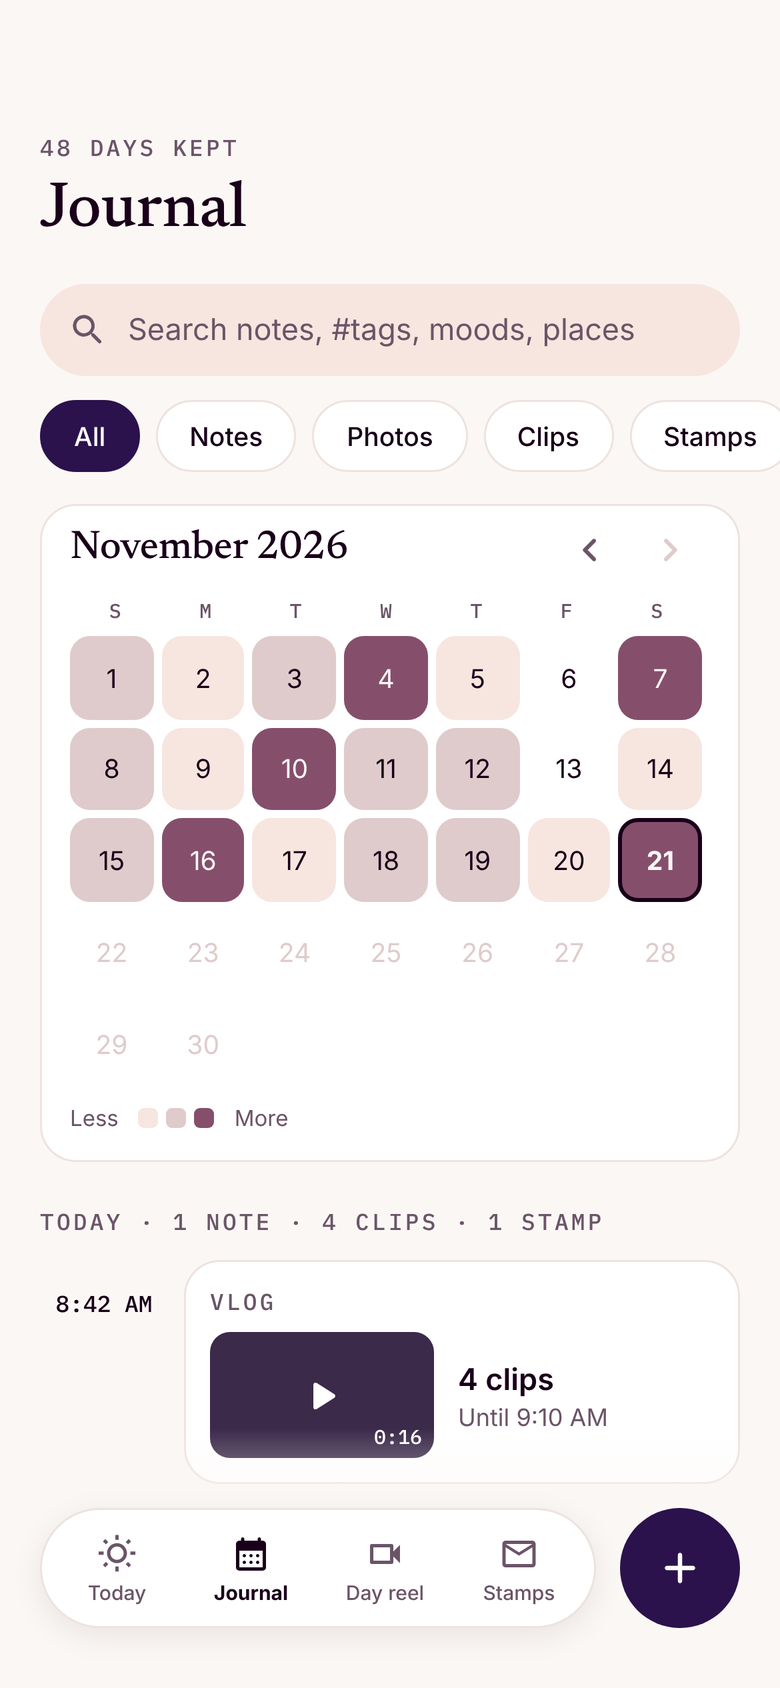 48 DAYS KEPT
Journal
Search notes, #tags, moods, places
All Notes Photos Clips Stamps
November 2026
S M T W T F S
1 2 3 4 5 6 7
8 9 10 11 12 13 14
15 16 17 18 19 20 21
22 23 24 25 26 27 28
29 30
Less More
TODAY · 1 NOTE · 4 CLIPS · 1 STAMP
8:42 AM
VLOG
4 clips
Until 9:10 AM
0:16
Today Journal Day reel Stamps